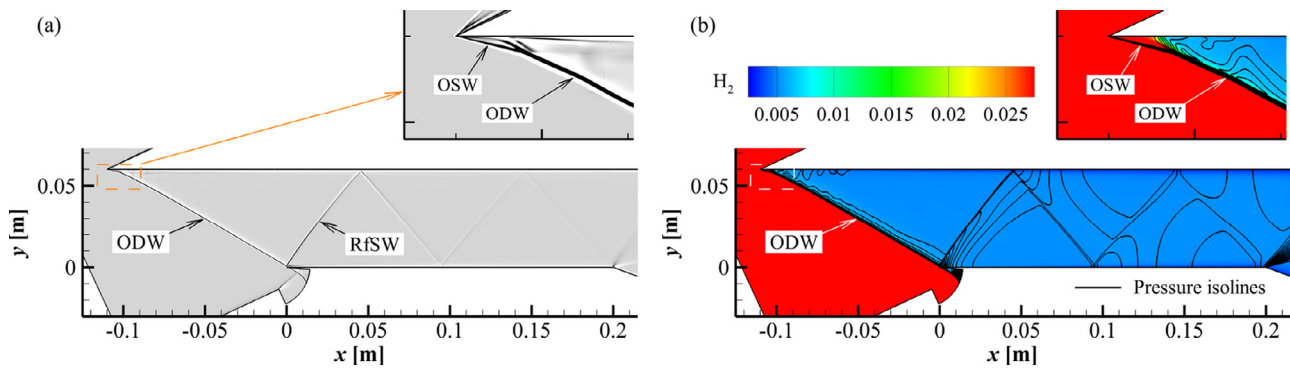 (a)
OSW
ODW
0.05
0
y [m]
ODW
RfSW
-0.1
-0.05
0
0.05
0.1
0.15
0.2
x [m]
(b)
H2
0.005
0.01
0.015
0.02
0.025
OSW
ODW
0.05
0
y [m]
ODW
Pressure isolines
-0.1
-0.05
0
0.05
0.1
0.15
0.2
x [m]